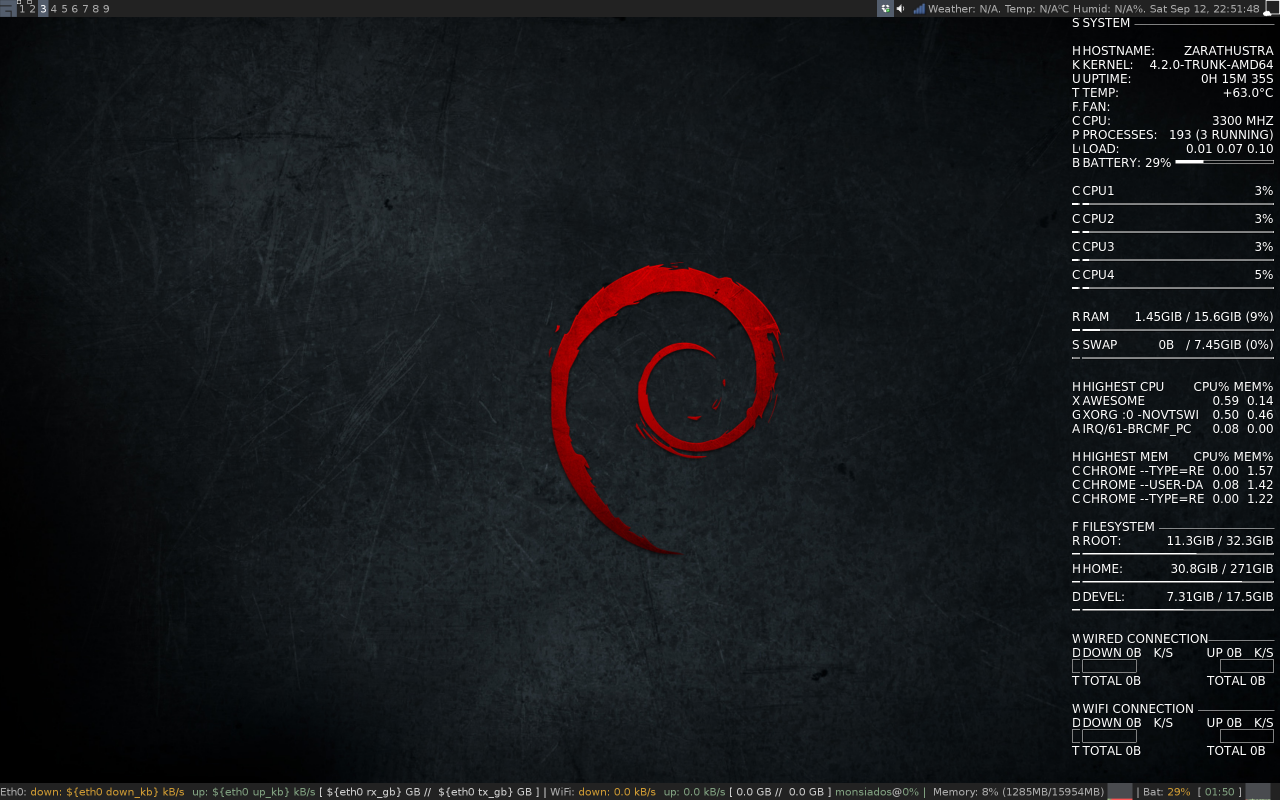 1 2 3 4 5 6 7 8 9
Weather: N/A. Temp: N/AºC Humid: N/A%. Sat Sep 12, 22:51:48
S SYSTEM
H HOSTNAME: ZARATHUSTRA
K KERNEL: 4.2.0-TRUNK-AMD64
U UPTIME: 0H 15M 35S
T TEMP: +63.0°C
F FAN:
C CPU: 3300 MHZ
P PROCESSES: 193 (3 RUNNING)
L LOAD: 0.01 0.07 0.10
B BATTERY: 29%
C CPU1 3%
C CPU2 3%
C CPU3 3%
C CPU4 5%
R RAM 1.45GIB / 15.6GIB (9%)
S SWAP 0B / 7.45GIB (0%)
H HIGHEST CPU CPU% MEM%
X AWESOME 0.59 0.14
G XORG :0 -NOVTSWI 0.50 0.46
A IRQ/61-BRCMF_PC 0.08 0.00
H HIGHEST MEM CPU% MEM%
C CHROME --TYPE=RE 0.00 1.57
C CHROME --USER-DA 0.08 1.42
C CHROME --TYPE=RE 0.00 1.22
F FILESYSTEM
R ROOT: 11.3GIB / 32.3GIB
H HOME: 30.8GIB / 271GIB
D DEVEL: 7.31GIB / 17.5GIB
W WIRED CONNECTION
D DOWN 0B K/S UP 0B K/S
T TOTAL 0B TOTAL 0B
W WIFI CONNECTION
D DOWN 0B K/S UP 0B K/S
T TOTAL 0B TOTAL 0B
Eth0: down: ${eth0 down_kb} kB/s up: ${eth0 up_kb} kB/s [ ${eth0 rx_gb} GB // ${eth0 tx_gb} GB ] | WiFi: down: 0.0 kB/s up: 0.0 kB/s [ 0.0 GB // 0.0 GB ] monsiados@0% | Memory: 8% (1285MB/15954MB) | Bat: 29% [ 01:50 ]